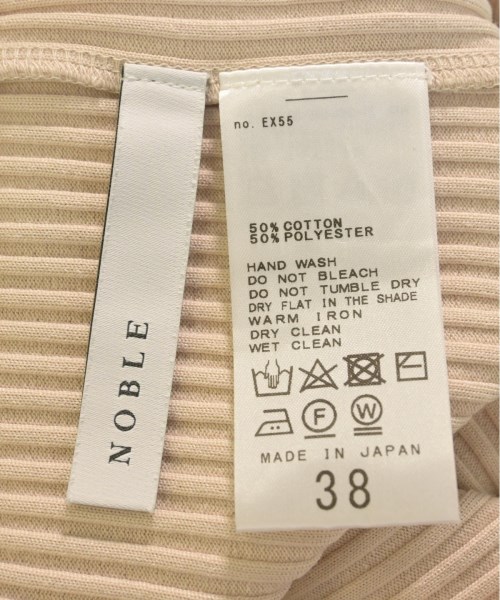 NOBLE
no. EX55
50% COTTON
50% POLYESTER
HAND WASH
DO NOT BLEACH
DO NOT TUMBLE DRY
DRY FLAT IN THE SHADE
WARM IRON
DRY CLEAN
WET CLEAN
F W
MADE IN JAPAN
38